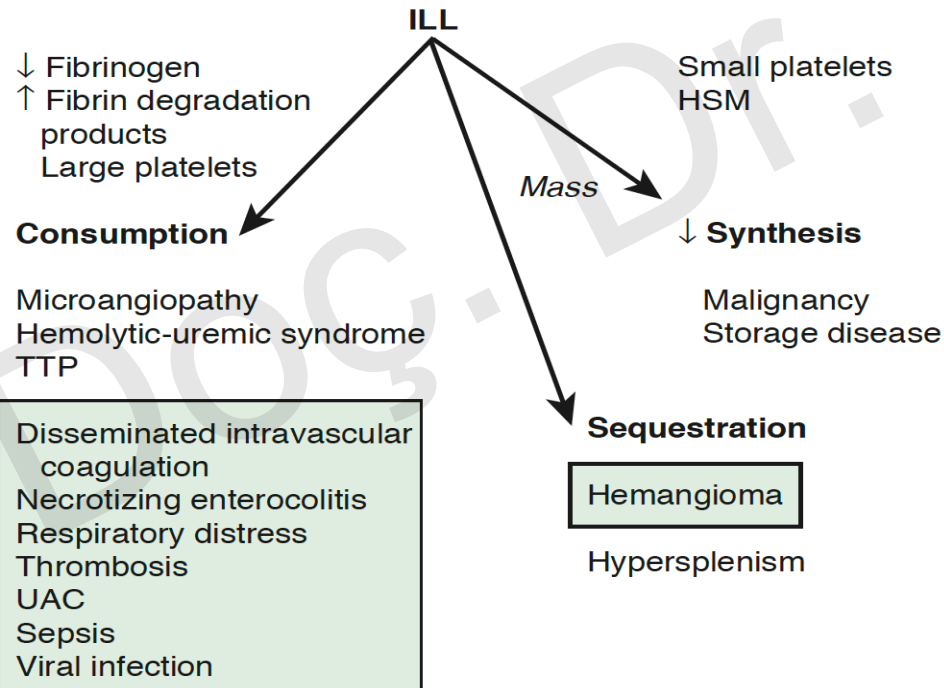 ILL
↓ Fibrinogen
↑ Fibrin degradation
products
Large platelets
Small platelets
HSM
Mass
Consumption
↓ Synthesis
Microangiopathy
Hemolytic-uremic syndrome
TTP
Malignancy
Storage disease
Disseminated intravascular
coagulation
Necrotizing enterocolitis
Respiratory distress
Thrombosis
UAC
Sepsis
Viral infection
Sequestration
Hemangioma
Hypersplenism
Doç. Dr.